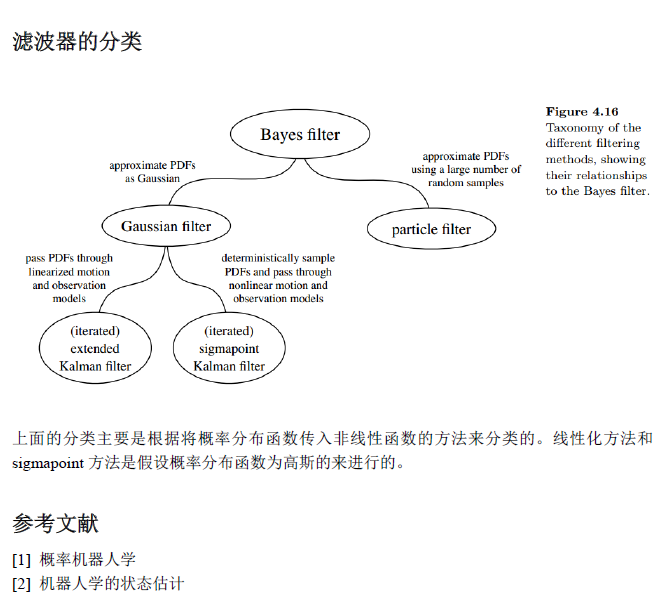 滤波器的分类
Bayes filter
approximate PDFs
as Gaussian
approximate PDFs
using a large number of
random samples
Figure 4.16
Taxonomy of the
different filtering
methods, showing
their relationships
to the Bayes filter.
Gaussian filter
particle filter
pass PDFs through
linearized motion
and observation
models
deterministically sample
PDFs and pass through
nonlinear motion and
observation models
(iterated)
extended
Kalman filter
(iterated)
sigmapoint
Kalman filter
上面的分类主要是根据将概率分布函数传入非线性函数的方法来分类的。线性化方法和
sigmapoint 方法是假设概率分布函数为高斯的来进行的。
参考文献
[1] 概率机器人学
[2] 机器人学的状态估计